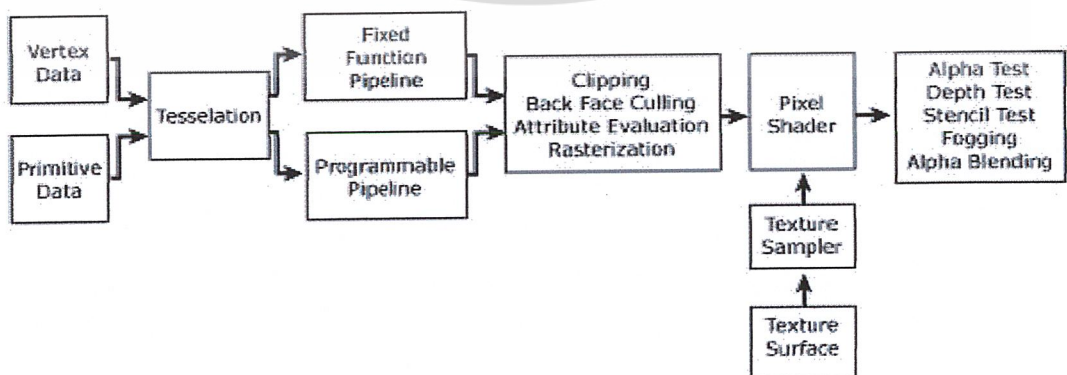 Vertex
Data
Primitive
Data
Tesselation
Fixed
Function
Pipeline
Programmable
Pipeline
Clipping
Back Face Culling
Attribute Evaluation
Rasterization
Pixel
Shader
Texture
Sampler
Texture
Surface
Alpha Test
Depth Test
Stencil Test
Fogging
Alpha Blending